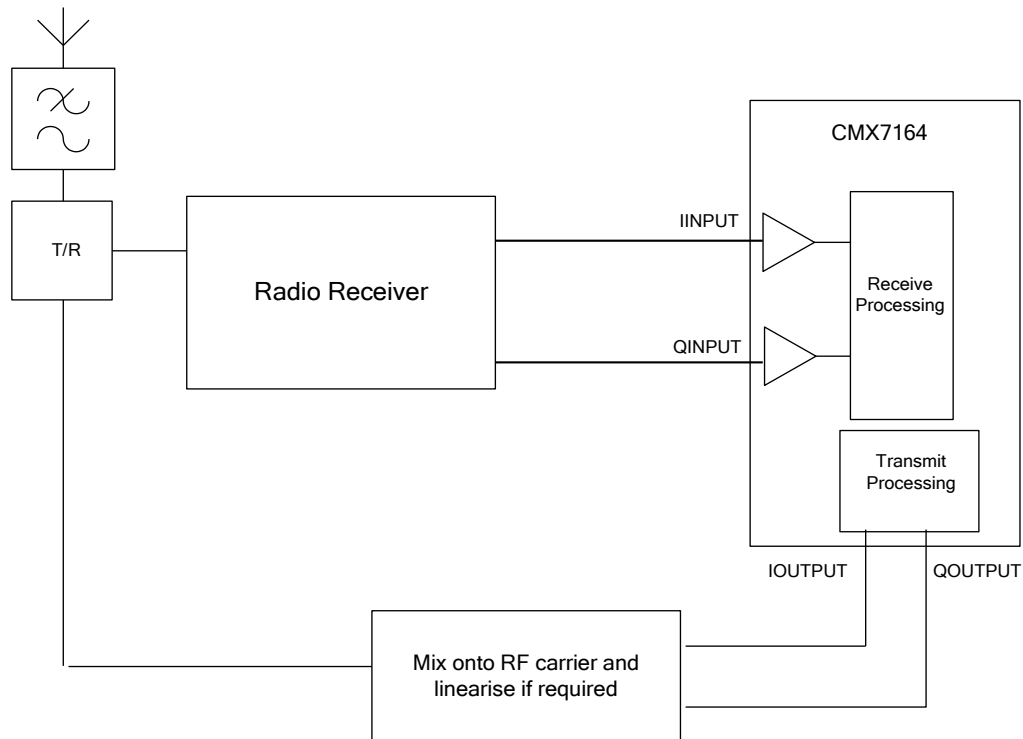 CMX7164
T/R
Radio Receiver
IINPUT
QINPUT
Receive
Processing
Transmit
Processing
IOUTPUT
QOUTPUT
Mix onto RF carrier and
linearise if required